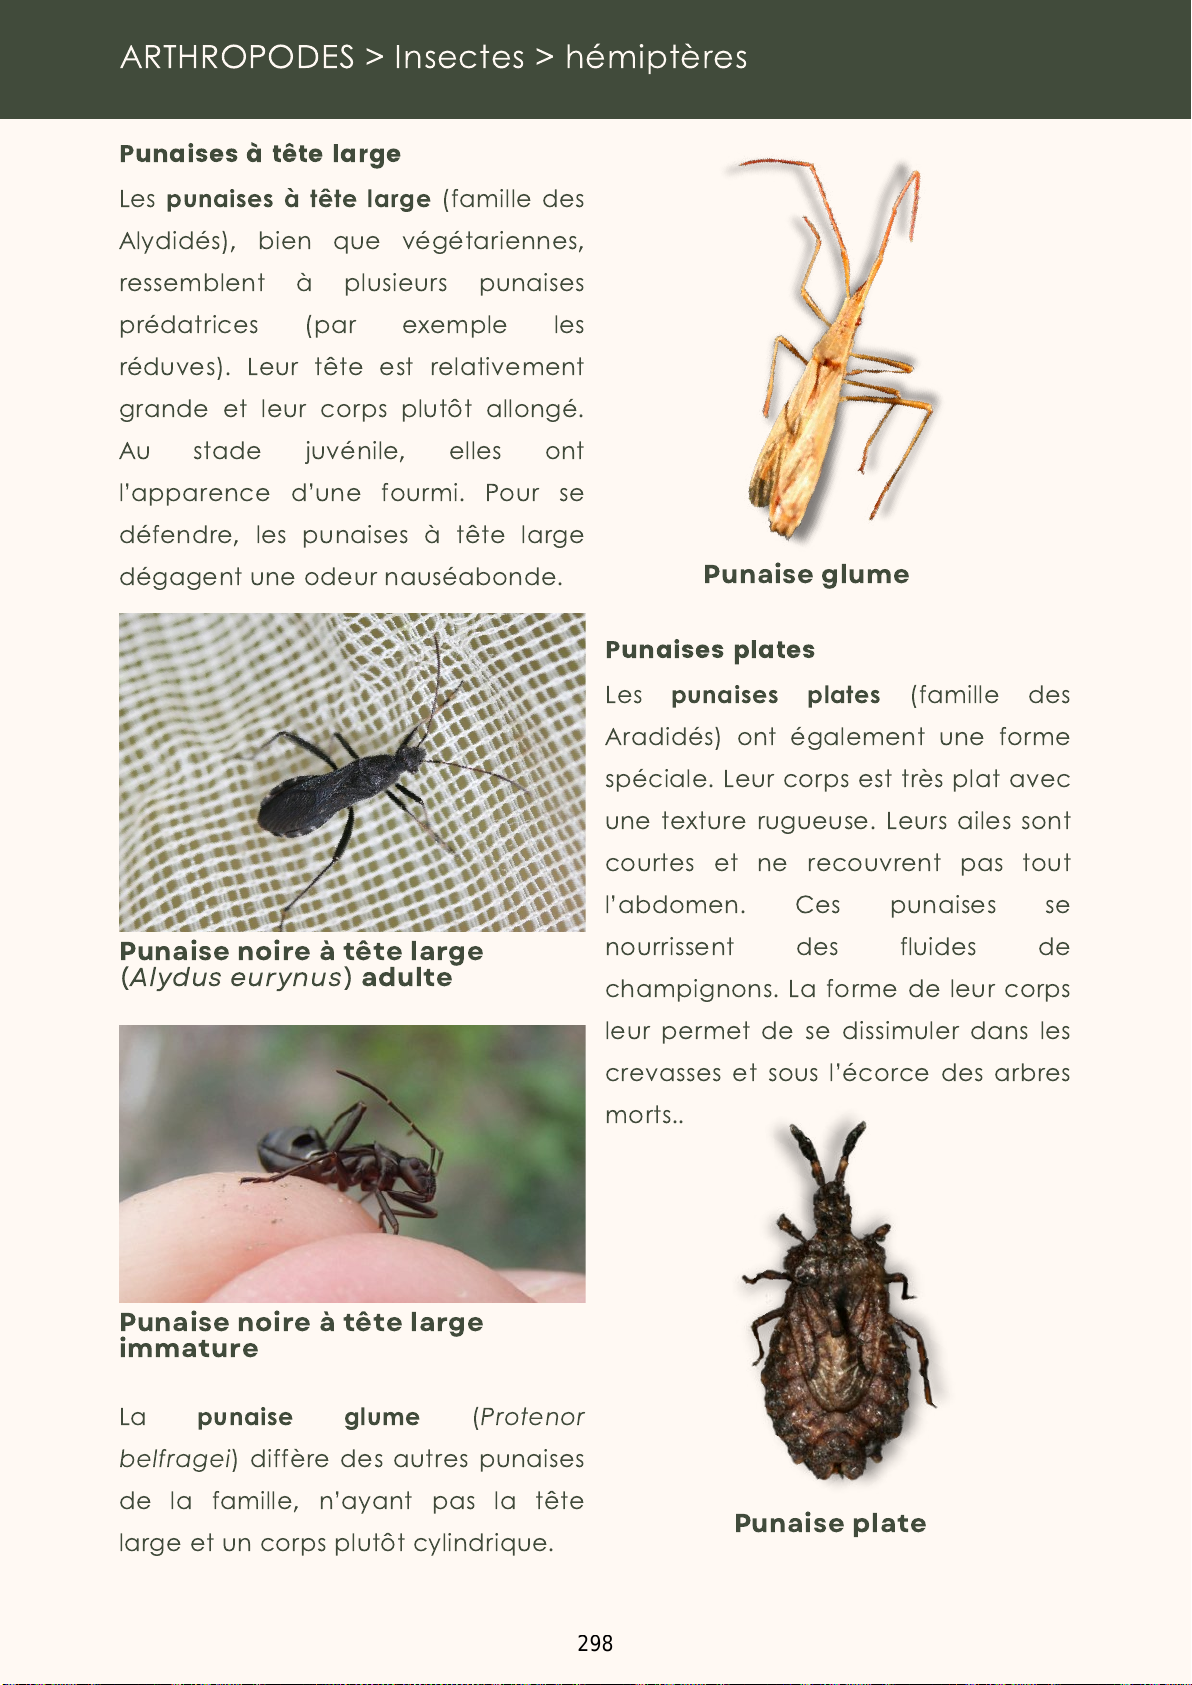 ARTHROPODES > Insectes > hémiptères
Punaises à tête large
Les punaises à tête large (famille des
Alydidés), bien que végétariennes,
ressemblent à plusieurs punaises
prédatrices (par exemple les
réduves). Leur tête est relativement
grande et leur corps plutôt allongé.
Au stade juvénile, elles ont
l'apparence d'une fourmi. Pour se
défendre, les punaises à tête large
dégagent une odeur nauséabonde.
Punaise noire à tête large
(Alydus eurynus) adulte
Punaise noire à tête large
immature
La punaise glume (Protenor
belfragei) diffère des autres punaises
de la famille, n'ayant pas la tête
large et un corps plutôt cylindrique.
Punaise glume
Punaises plates
Les punaises plates (famille des
Aradidés) ont également une forme
spéciale. Leur corps est très plat avec
une texture rugueuse. Leurs ailes sont
courtes et ne recouvrent pas tout
l'abdomen. Ces punaises se
nourrissent des fluides de
champignons. La forme de leur corps
leur permet de se dissimuler dans les
crevasses et sous l'écorce des arbres
morts..
Punaise plate
298